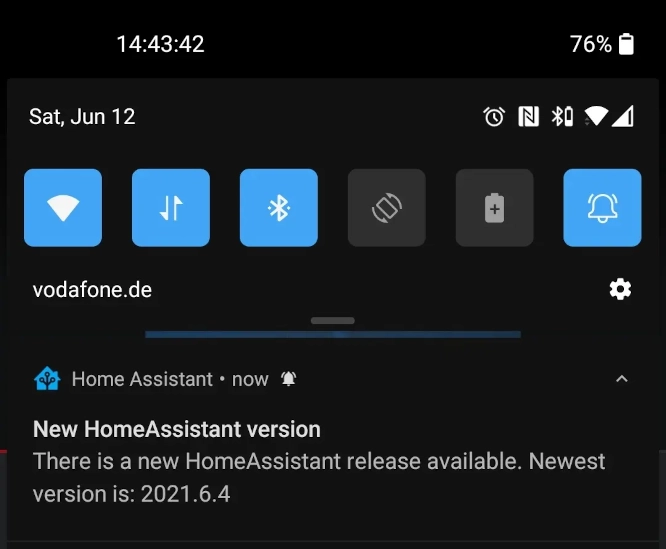 14:43:42 76%
Sat, Jun 12
vodafone.de
Home Assistant • now
New HomeAssistant version
There is a new HomeAssistant release available. Newest
version is: 2021.6.4